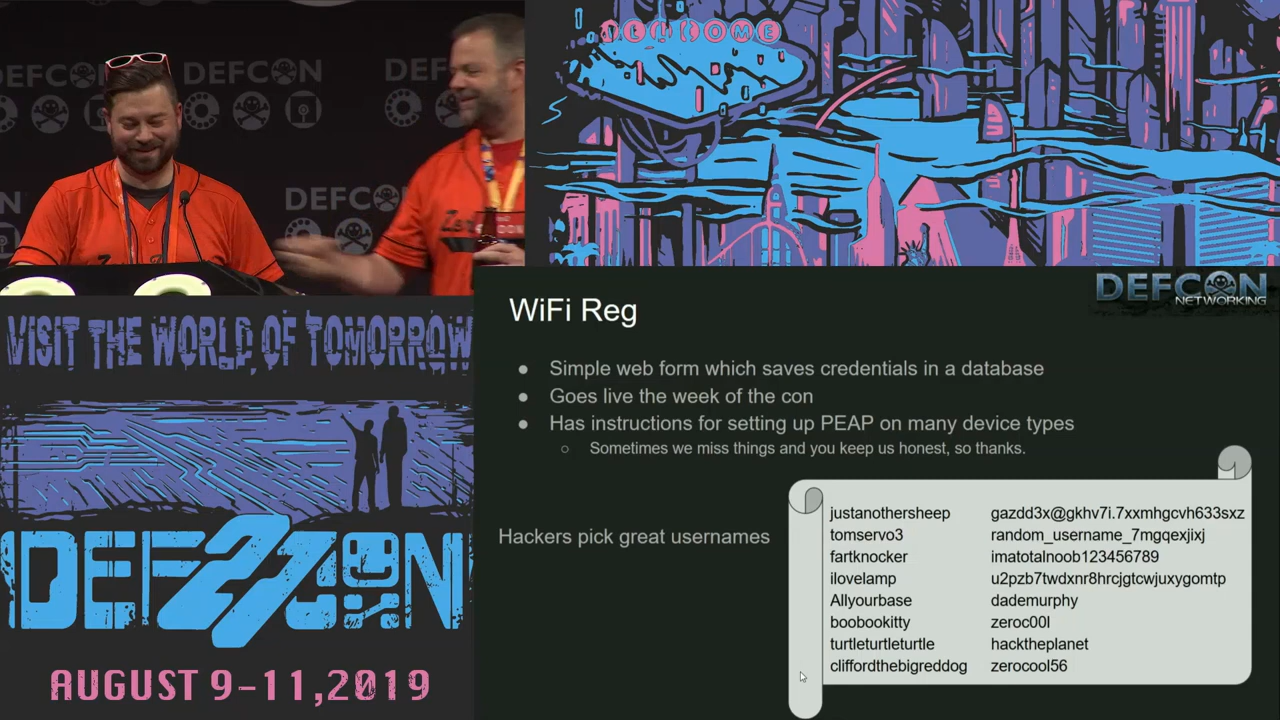 DEFCON
DEFCON
DEFCON
DEFCON
WELCOME
DEFCON
NETWORKING
WiFi Reg
VISIT THE WORLD OF TOMORROW
Simple web form which saves credentials in a database
Goes live the week of the con
Has instructions for setting up PEAP on many device types
Sometimes we miss things and you keep us honest, so thanks.
Hackers pick great usernames
justanothersheep gazdd3x@gkhv7i.7xxmhgcvh633sxz
tomservo3 random_username_7mgqexjixj
fartknocker imatotalnoob123456789
ilovelamp u2pzb7twdxnr8hrcjgtcwjuxygomtp
Allyourbase dademurphy
boobookitty zeroc00l
turtleturtleturtle hacktheplanet
cliffordthebigreddog zerocool56
DEF27CON
AUGUST 9-11,2019